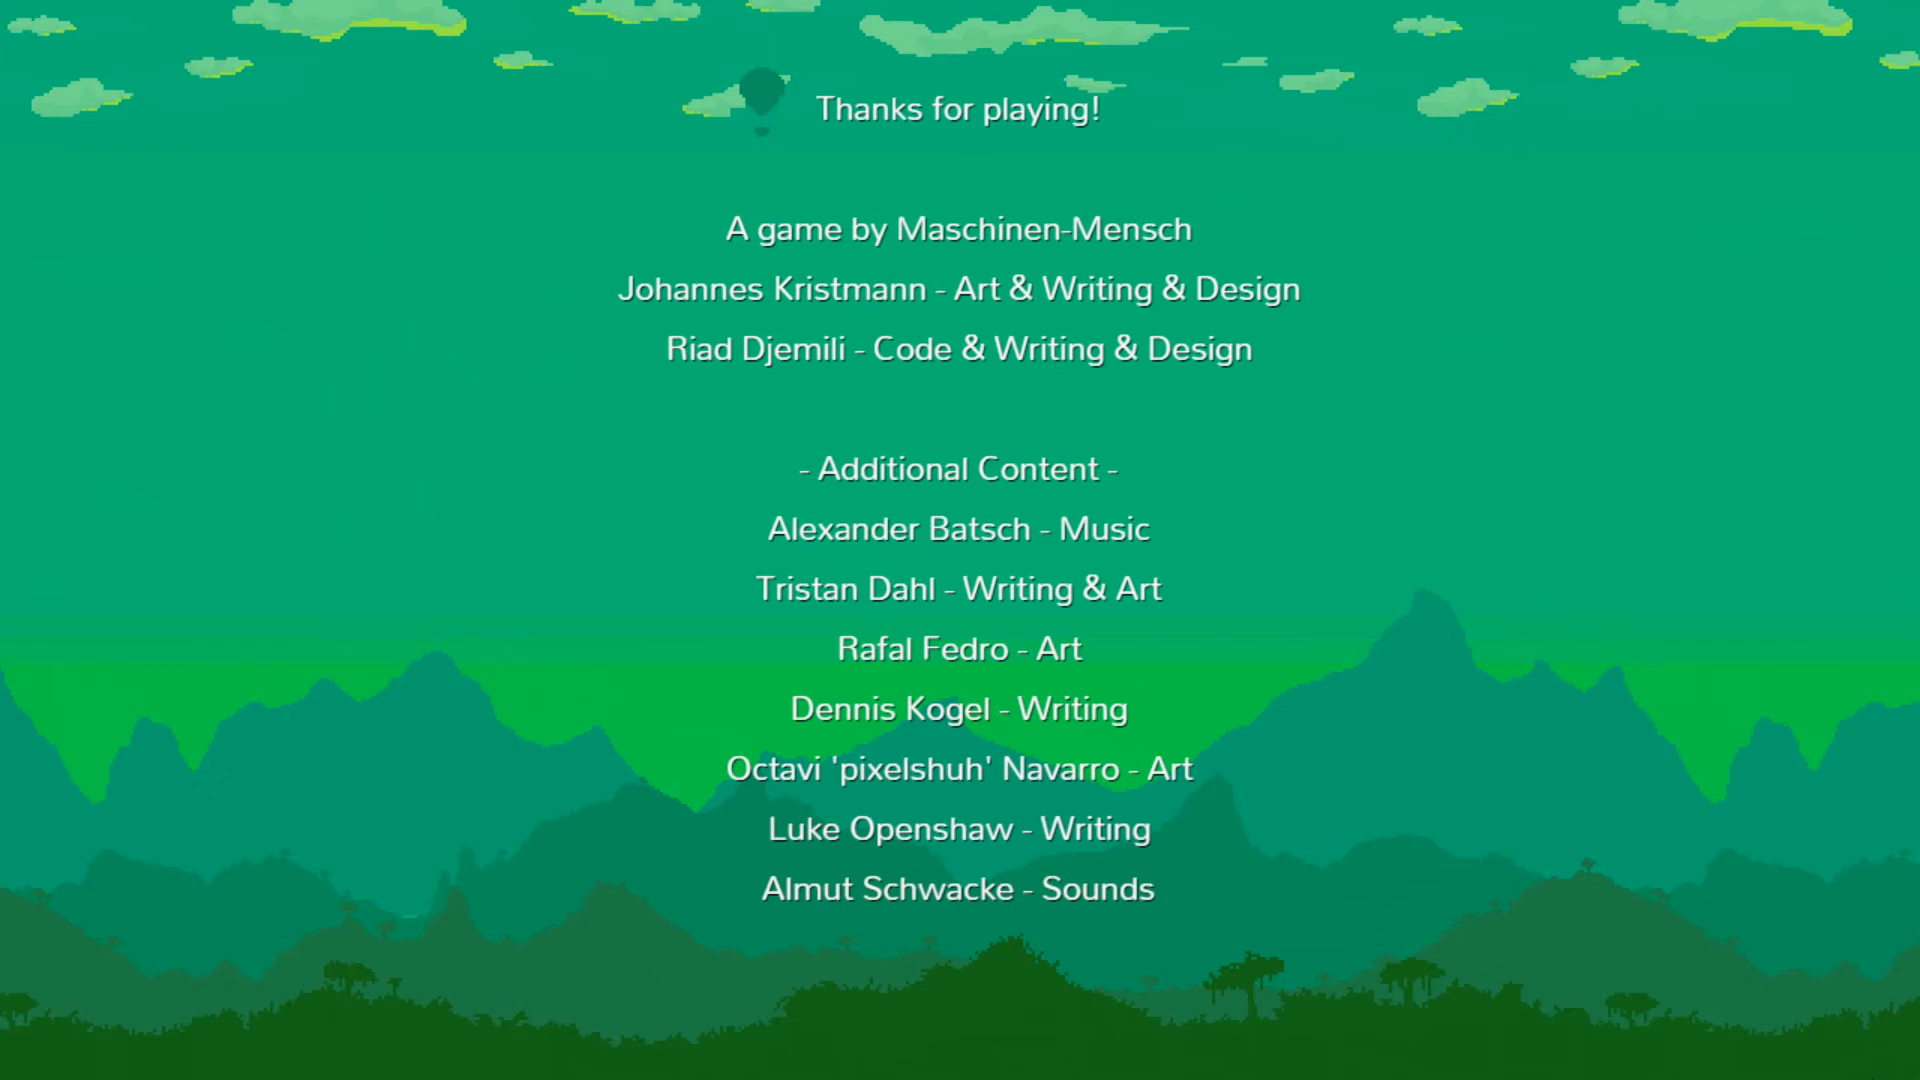 Thanks for playing!
A game by Maschinen-Mensch
Johannes Kristmann - Art & Writing & Design
Riad Djemili - Code & Writing & Design
- Additional Content -
Alexander Batsch - Music
Tristan Dahl - Writing & Art
Rafal Fedro - Art
Dennis Kogel - Writing
Octavi 'pixelshuh' Navarro - Art
Luke Openshaw - Writing
Almut Schwacke - Sounds